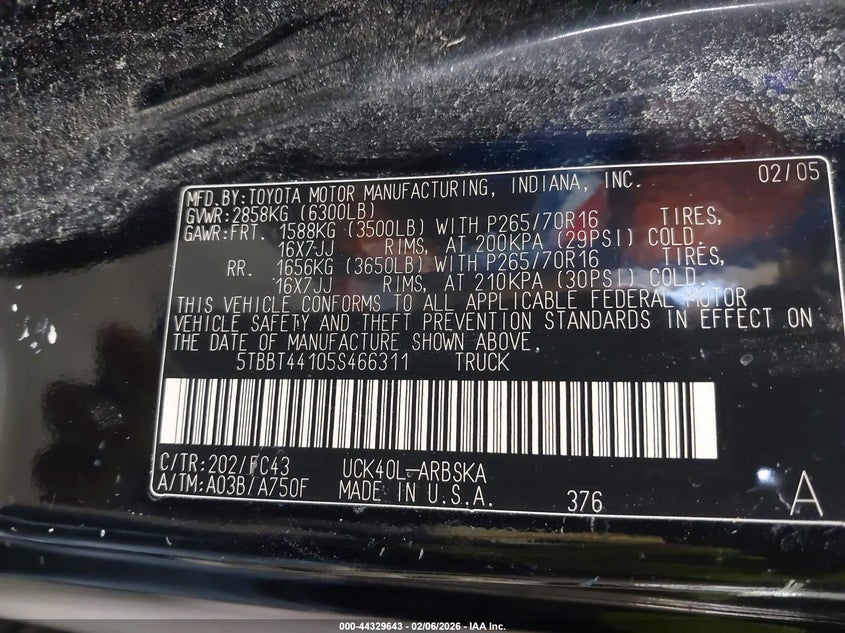 MFD.BY:TOYOTA MOTOR MANUFACTURING, INDIANA, INC. 02/05
GVWR:2858KG (6300LB)
GAWR:FRT. 1588KG (3500LB) WITH P265/70R16 TIRES,
16X7JJ RIMS, AT 200KPA (29PSI) COLD.
RR. 1656KG (3650LB) WITH P265/70R16 TIRES,
16X7JJ RIMS, AT 210KPA (30PSI) COLD.
THIS VEHICLE CONFORMS TO ALL APPLICABLE FEDERAL MOTOR
VEHICLE SAFETY AND THEFT PREVENTION STANDARDS IN EFFECT ON
THE DATE OF MANUFACTURE SHOWN ABOVE.
5TBBT44105S466311 TRUCK
C/TR:202/FC43 UCK40L-ARBSKA
A/TM:A03B/A750F MADE IN U.S.A. 376 A
000-44329643 - 02/06/2026 - IAA Inc.